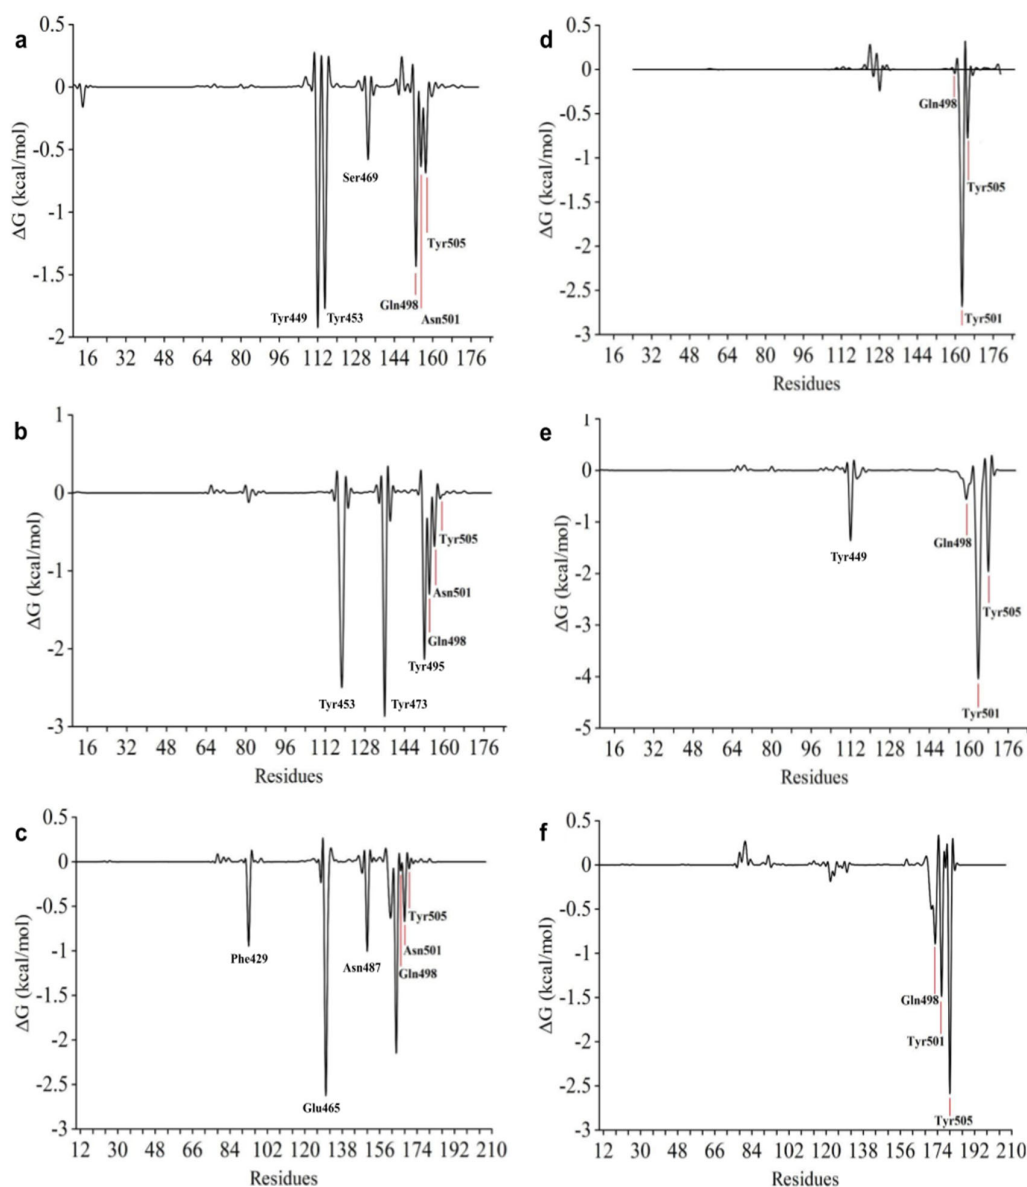 a
0.5
0
-0.5
-1
-1.5
-2
ΔG (kcal/mol)
Ser469
Tyr505
Gln498
Tyr449 Tyr453
Asn501
16 32 48 64 80 96 112 128 144 160 176
d
0.5
0
-0.5
-1
-1.5
-2
-2.5
-3
ΔG (kcal/mol)
Gln498
Tyr505
Tyr501
16 32 48 64 80 96 112 128 144 160 176
Residues
b
1
0
-1
-2
-3
ΔG (kcal/mol)
Tyr505
Asn501
Gln498
Tyr495
Tyr453 Tyr473
16 32 48 64 80 96 112 128 144 160 176
Residues
e
1
0
-1
-2
-3
-4
-5
ΔG (kcal/mol)
Gln498
Tyr449
Tyr505
Tyr501
16 32 48 64 80 96 112 128 144 160 176
Residues
c
0.5
0
-0.5
-1
-1.5
-2
-2.5
-3
ΔG (kcal/mol)
Tyr505
Asn501
Phe429 Asn487
Gln498
Glu465
12 30 48 66 84 102 120 138 156 174 192 210
Residues
f
0.5
0
-0.5
-1
-1.5
-2
-2.5
-3
ΔG (kcal/mol)
Gln498
Tyr501
Tyr505
12 30 48 66 84 102 120 138 156 174 192 210
Residues